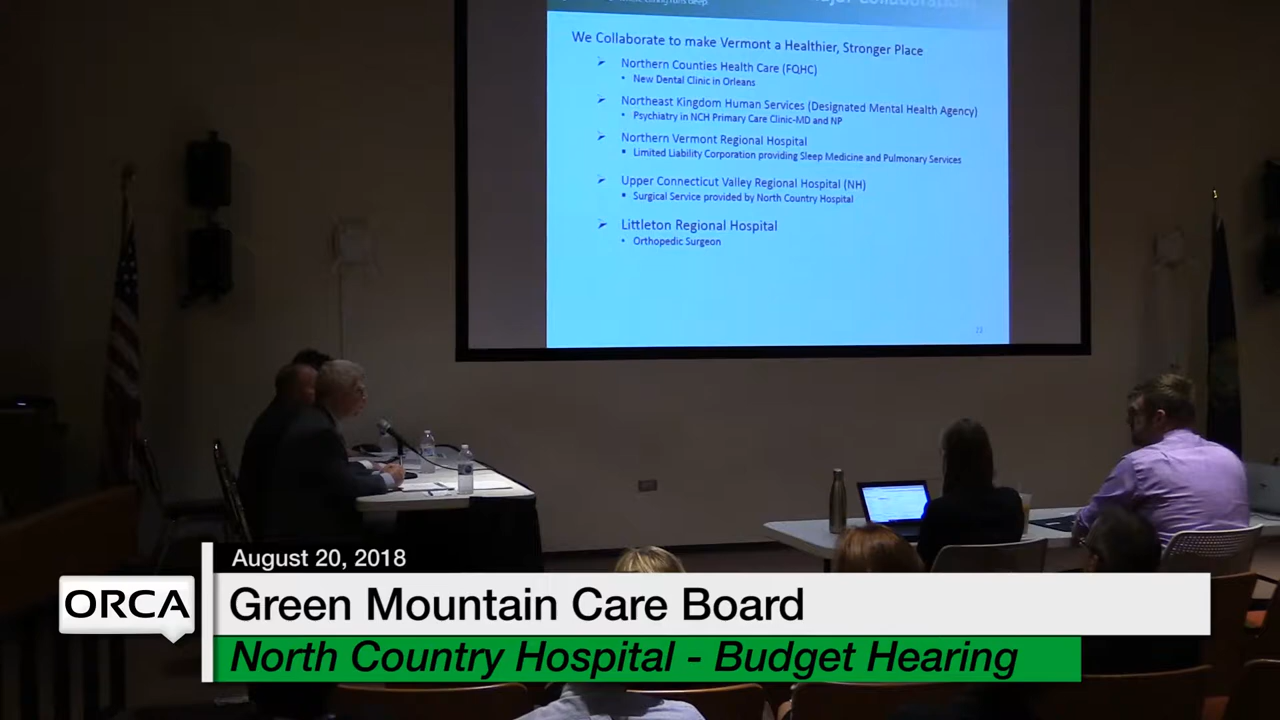 We Collaborate to make Vermont a Healthier, Stronger Place
Northern Counties Health Care (FQHC)
New Dental Clinic in Orleans
Northeast Kingdom Human Services (Designated Mental Health Agency)
Psychiatry in NCH Primary Care Clinic-MD and NP
Northern Vermont Regional Hospital
Limited Liability Corporation providing Sleep Medicine and Pulmonary Services
Upper Connecticut Valley Regional Hospital (NH)
Surgical Service provided by North Country Hospital
Littleton Regional Hospital
Orthopedic Surgeon
August 20, 2018
ORCA
Green Mountain Care Board
North Country Hospital - Budget Hearing